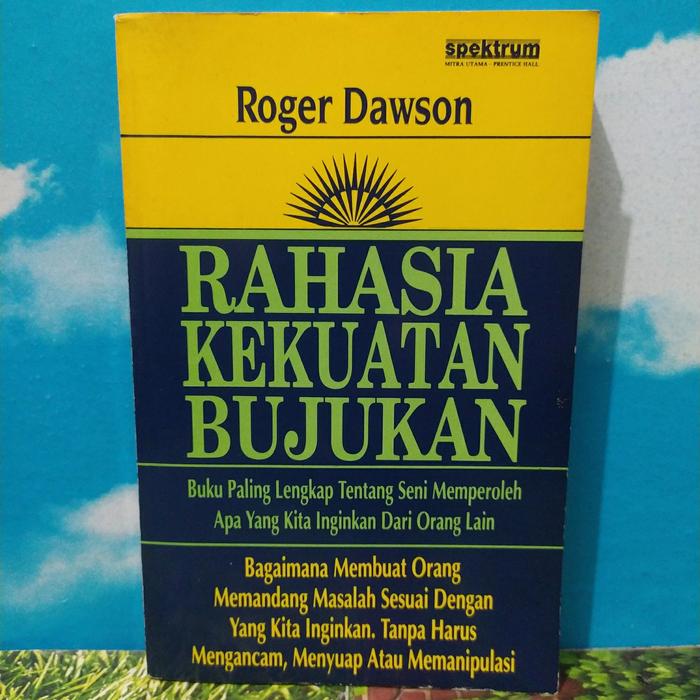 spektrum
MITRA UTAMA - PRENTICE HALL
Roger Dawson
RAHASIA
KEKUATAN
BUJUKAN
Buku Paling Lengkap Tentang Seni Memperoleh
Apa Yang Kita Inginkan Dari Orang Lain
Bagaimana Membuat Orang
Memandang Masalah Sesuai Dengan
Yang Kita Inginkan. Tanpa Harus
Mengancam, Menyuap Atau Memanipulasi